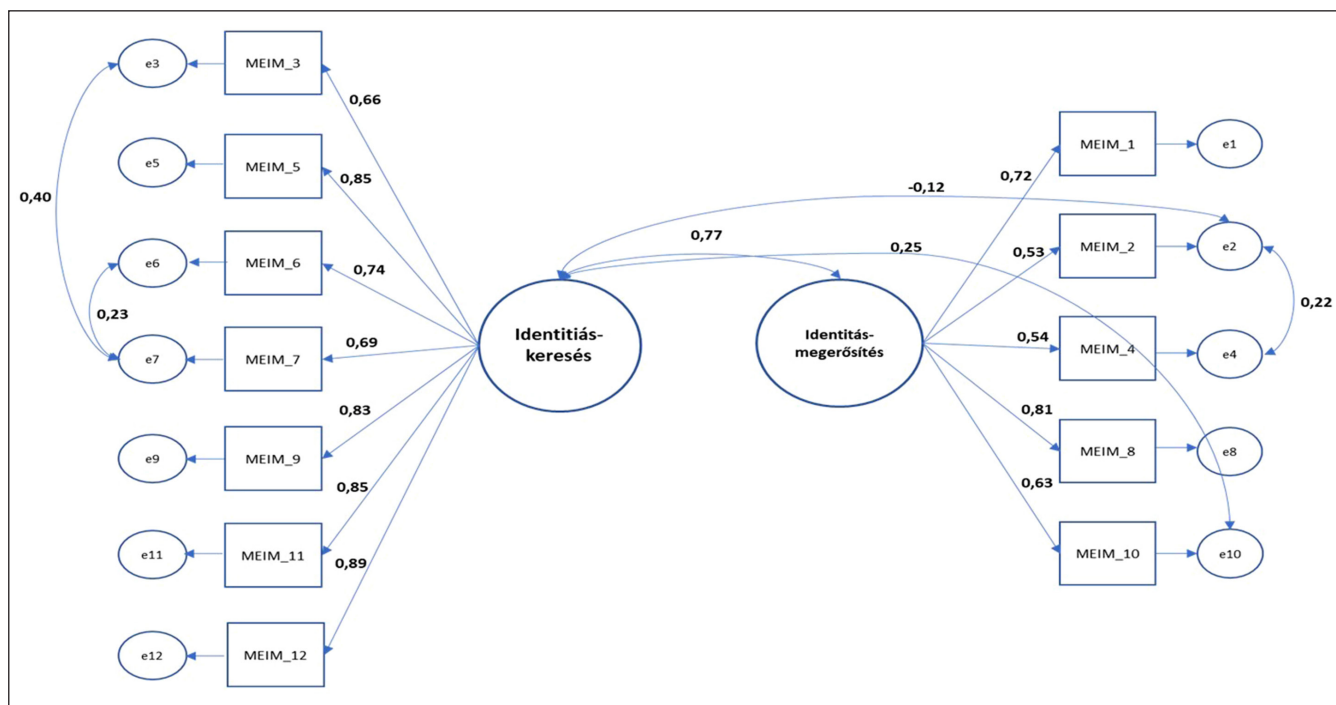 e3
MEIM_3
0,66
e5
MEIM_5
0,85
0,40
e6
MEIM_6
0,74
0,23
e7
MEIM_7
0,69
e9
MEIM_9
0,83
e11
MEIM_11
0,85
e12
MEIM_12
0,89
Identitiás-
keresés
0,77
-0,12
0,25
Identitás-
megerősítés
0,72
MEIM_1
e1
0,53
MEIM_2
e2
0,22
0,54
MEIM_4
e4
0,81
MEIM_8
e8
0,63
MEIM_10
e10